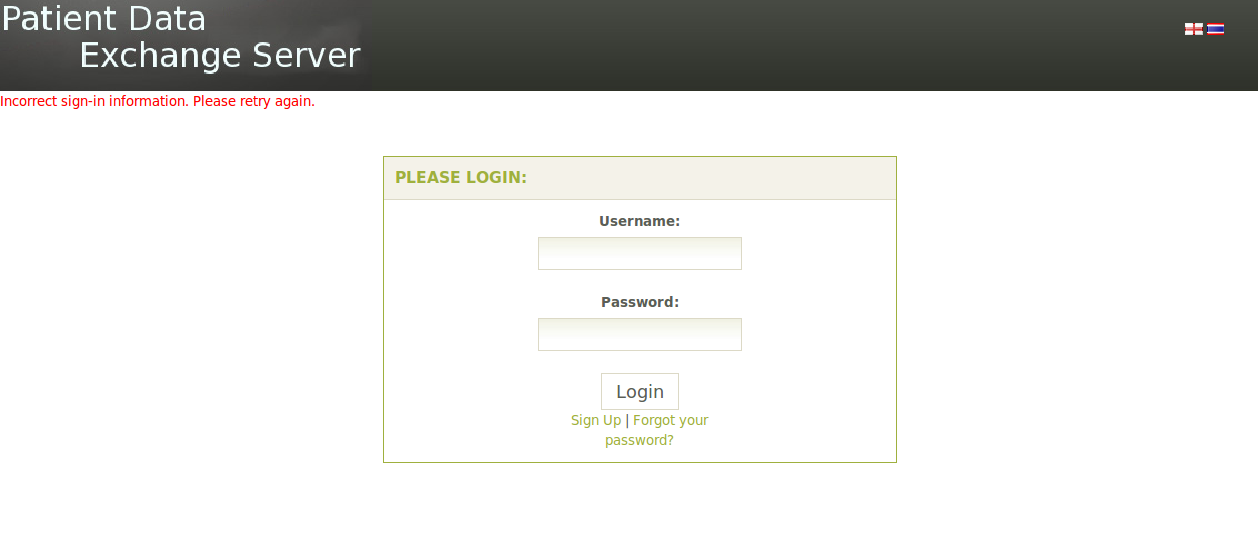 Patient Data
Exchange Server
Incorrect sign-in information. Please retry again.
PLEASE LOGIN:
Username:
Password:
Login
Sign Up | Forgot your
password?